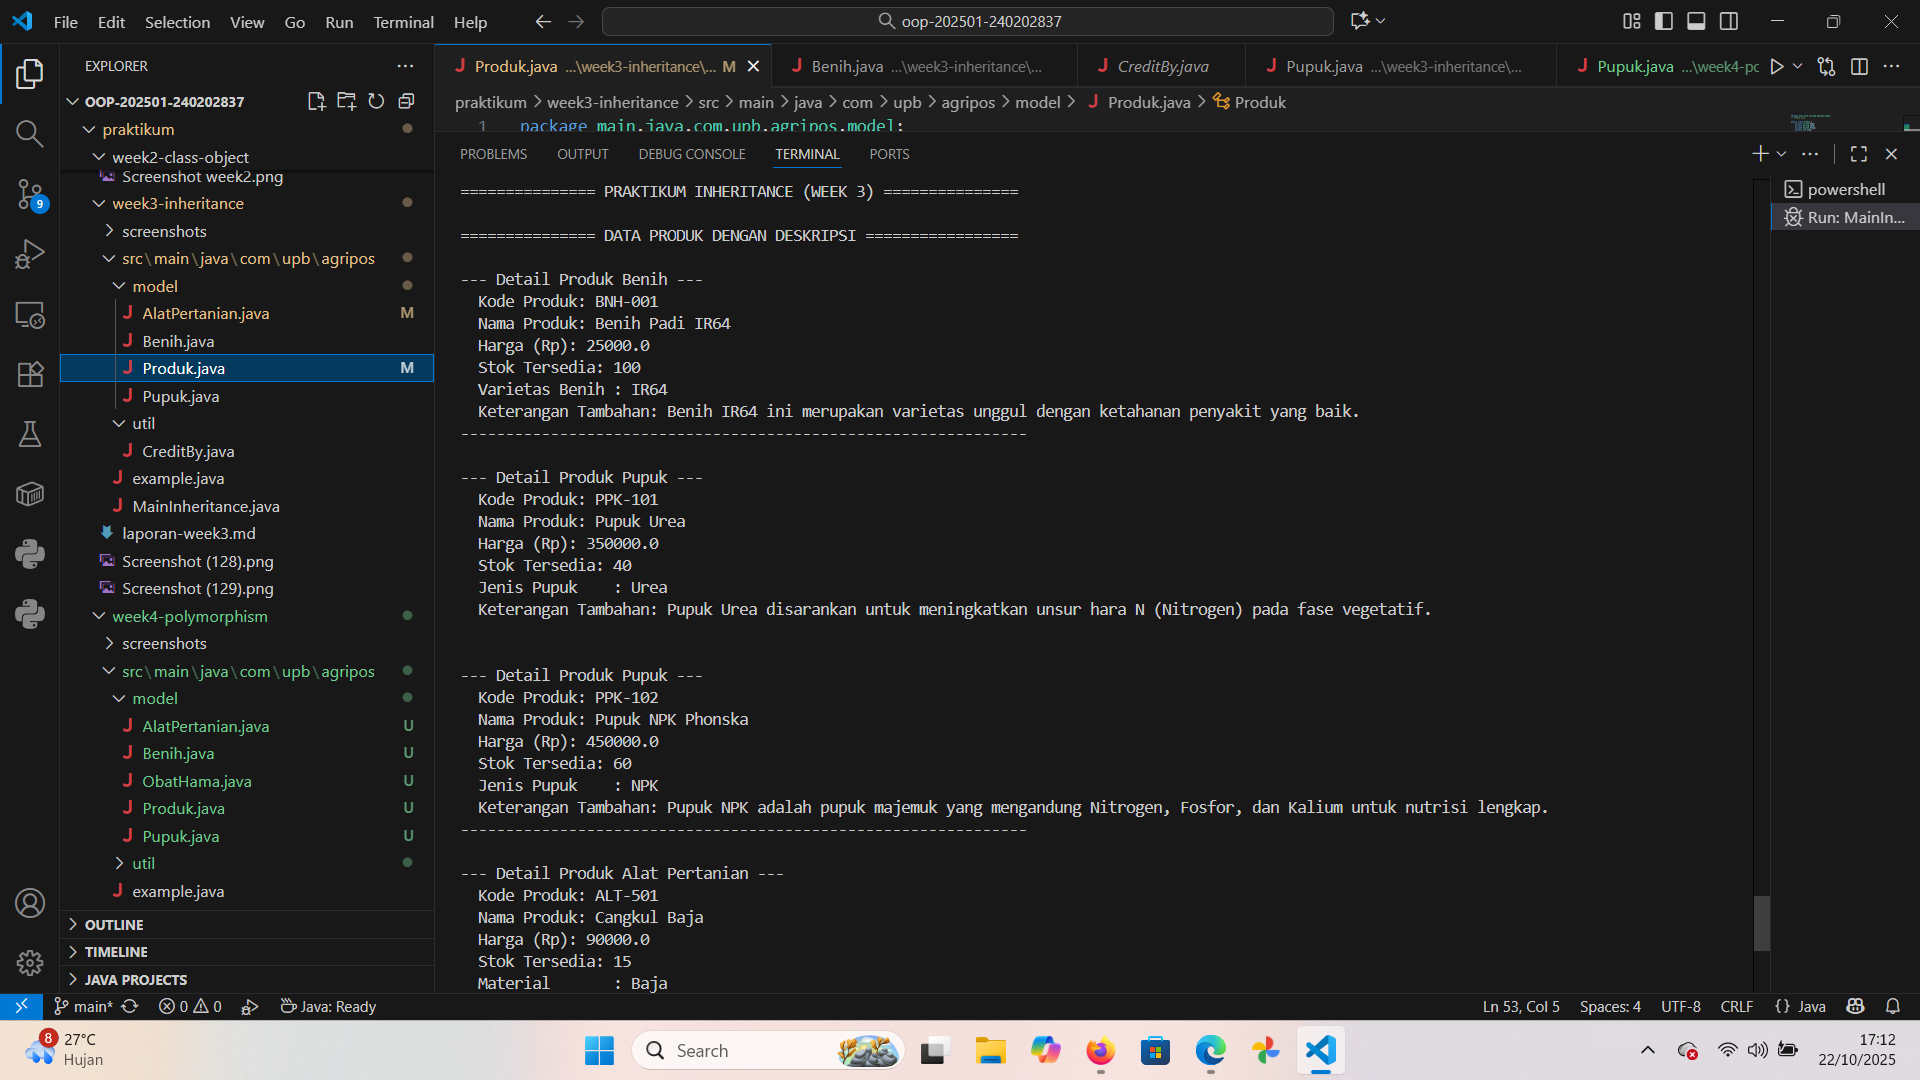 File Edit Selection View Go Run Terminal Help
oop-202501-240202837
EXPLORER
OOP-202501-240202837
praktikum
week2-class-object
Screenshot week2.png
week3-inheritance
screenshots
src\main\java\com\upb\agripos
model
AlatPertanian.java M
Benih.java
Produk.java M
Pupuk.java
util
CreditBy.java
example.java
MainInheritance.java
laporan-week3.md
Screenshot (128).png
Screenshot (129).png
week4-polymorphism
screenshots
src\main\java\com\upb\agripos
model
AlatPertanian.java U
Benih.java U
ObatHama.java U
Produk.java U
Pupuk.java U
util
example.java
OUTLINE
TIMELINE
JAVA PROJECTS
9
Produk.java ...\week3-inheritance\... M
Benih.java ...\week3-inheritance\...
CreditBy.java
Pupuk.java ...\week3-inheritance\...
Pupuk.java ...\week4-pc
praktikum > week3-inheritance > src > main > java > com > upb > agripos > model > Produk.java > Produk
1 package main.java.com.upb.agripos.model;
PROBLEMS OUTPUT DEBUG CONSOLE TERMINAL PORTS
powershell
Run: MainIn...
=============== PRAKTIKUM INHERITANCE (WEEK 3) ===============
=============== DATA PRODUK DENGAN DESKRIPSI =================
--- Detail Produk Benih ---
Kode Produk: BNH-001
Nama Produk: Benih Padi IR64
Harga (Rp): 25000.0
Stok Tersedia: 100
Varietas Benih : IR64
Keterangan Tambahan: Benih IR64 ini merupakan varietas unggul dengan ketahanan penyakit yang baik.
---------------------------------------------------------------
--- Detail Produk Pupuk ---
Kode Produk: PPK-101
Nama Produk: Pupuk Urea
Harga (Rp): 350000.0
Stok Tersedia: 40
Jenis Pupuk    : Urea
Keterangan Tambahan: Pupuk Urea disarankan untuk meningkatkan unsur hara N (Nitrogen) pada fase vegetatif.
--- Detail Produk Pupuk ---
Kode Produk: PPK-102
Nama Produk: Pupuk NPK Phonska
Harga (Rp): 450000.0
Stok Tersedia: 60
Jenis Pupuk    : NPK
Keterangan Tambahan: Pupuk NPK adalah pupuk majemuk yang mengandung Nitrogen, Fosfor, dan Kalium untuk nutrisi lengkap.
---------------------------------------------------------------
--- Detail Produk Alat Pertanian ---
Kode Produk: ALT-501
Nama Produk: Cangkul Baja
Harga (Rp): 90000.0
Stok Tersedia: 15
Material       : Baja
main* 0 0 Java: Ready
Ln 53, Col 5 Spaces: 4 UTF-8 CRLF {} Java
8 27°C
Hujan
Search
17:12
22/10/2025